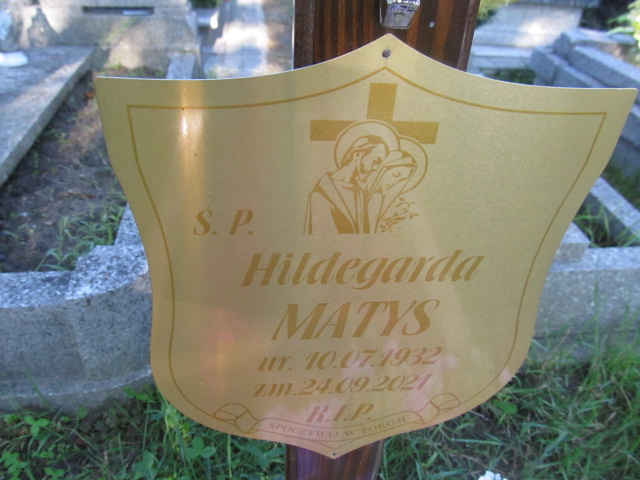 Ś. P.
Hildegarda
MATYS
ur. 10.07.1932
zm.24.09.2021
R.I.P.
SPOCZYWAJ W POKOJU